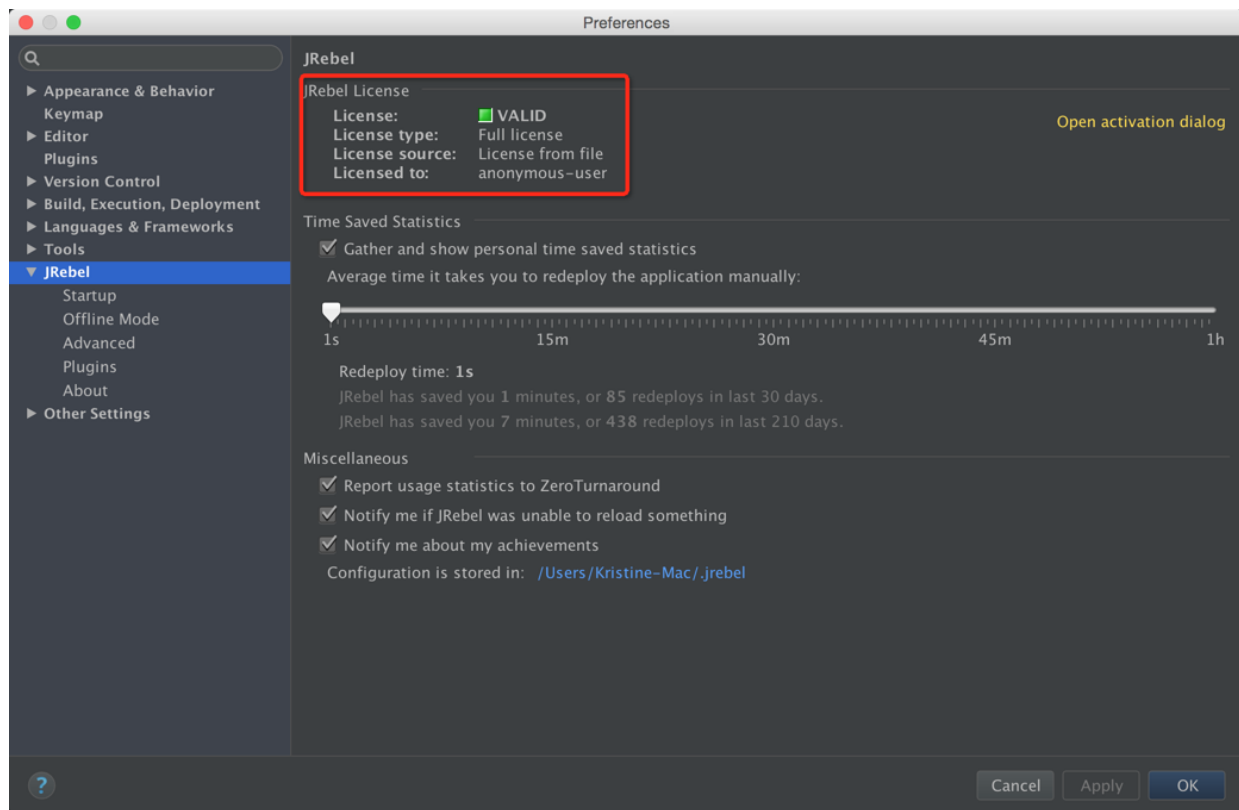 Preferences
JRebel
Appearance & Behavior
Keymap
Editor
Plugins
Version Control
Build, Execution, Deployment
Languages & Frameworks
Tools
JRebel
Startup
Offline Mode
Advanced
Plugins
About
Other Settings
JRebel License
License: VALID
License type: Full license
License source: License from file
Licensed to: anonymous-user
Open activation dialog
Time Saved Statistics
Gather and show personal time saved statistics
Average time it takes you to redeploy the application manually:
1s 15m 30m 45m 1h
Redeploy time: 1s
JRebel has saved you 1 minutes, or 85 redeploys in last 30 days.
JRebel has saved you 7 minutes, or 438 redeploys in last 210 days.
Miscellaneous
Report usage statistics to ZeroTurnaround
Notify me if JRebel was unable to reload something
Notify me about my achievements
Configuration is stored in: /Users/Kristine-Mac/.jrebel
? Cancel Apply OK